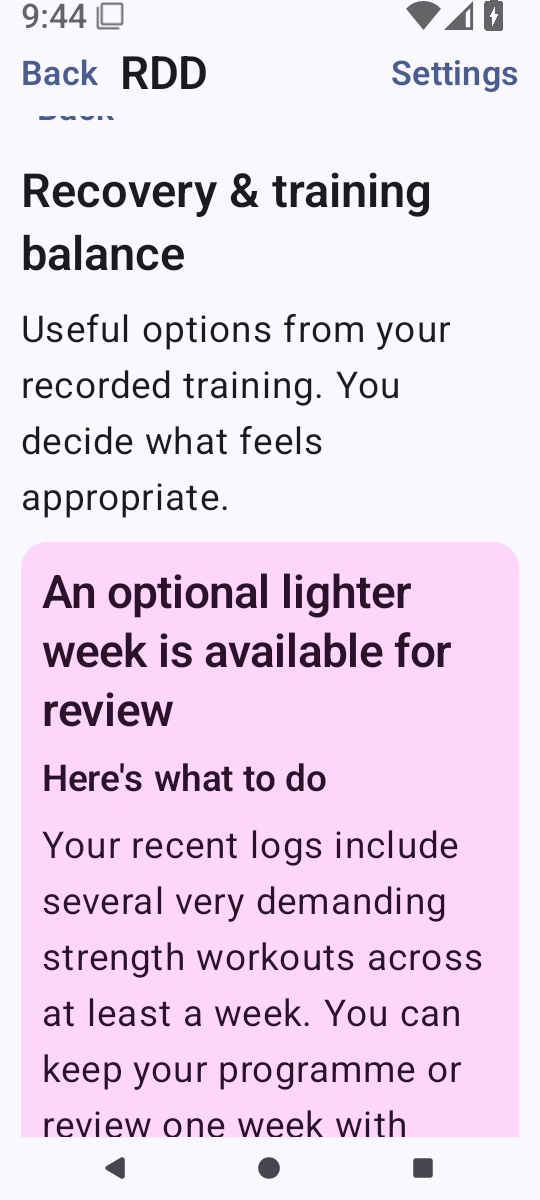 9:44
Back RDD Settings
Back
Recovery & training
balance
Useful options from your
recorded training. You
decide what feels
appropriate.
An optional lighter
week is available for
review
Here's what to do
Your recent logs include
several very demanding
strength workouts across
at least a week. You can
keep your programme or
review one week with